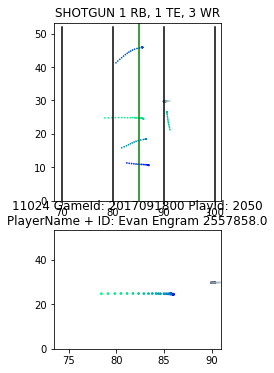 SHOTGUN 1 RB, 1 TE, 3 WR
50
40
30
20
10
0
70 80 90 100
11024 GameId: 2017091800 PlayId: 2050
PlayerName + ID: Evan Engram 2557858.0
40
20
0
75 80 85 90